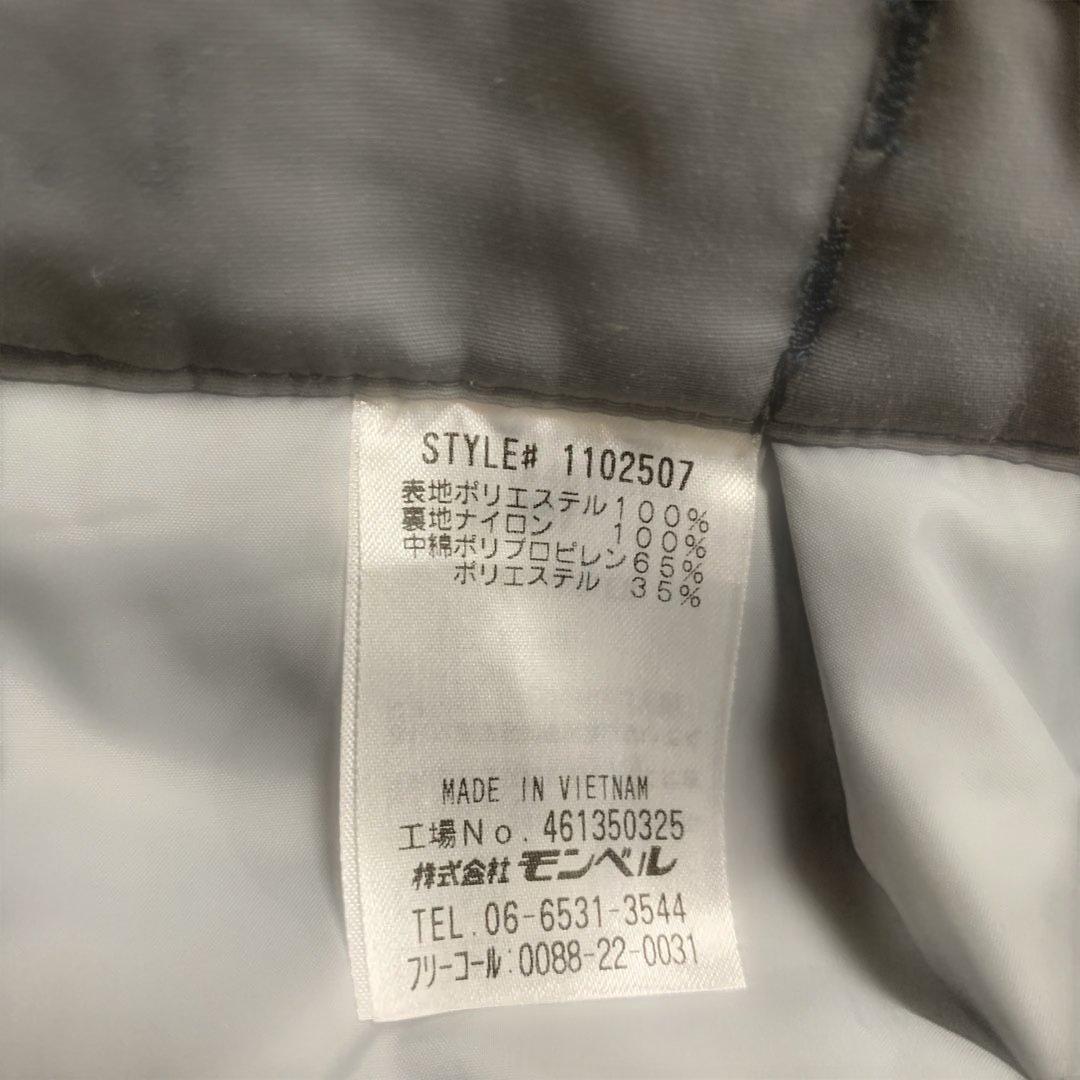 STYLE# 1102507
表地ポリエステル100%
裏地ナイロン 100%
中綿ポリプロピレン65%
ポリエステル 35%
MADE IN VIETNAM
工場No. 461350325
株式会社 モンベル
TEL. 06-6531-3544
フリーコール:0088-22-0031